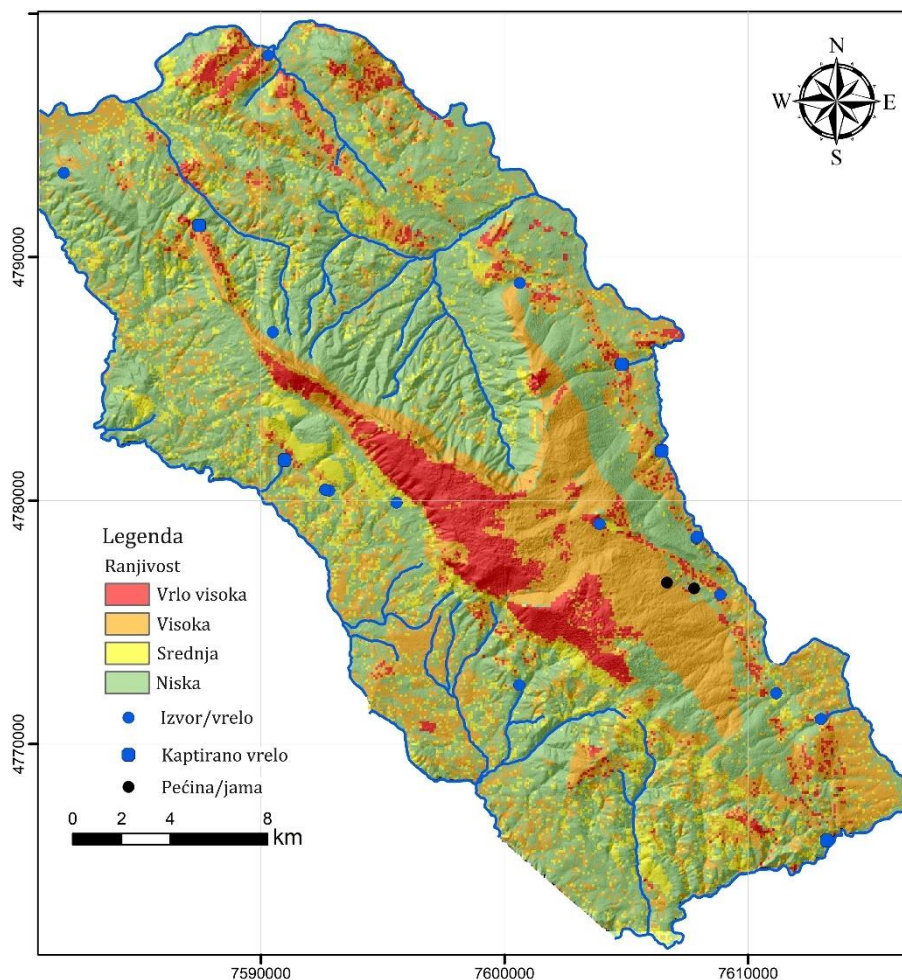 N
W E
S
4790000
4780000
4770000
Legenda
Ranjivost
Vrlo visoka
Visoka
Srednja
Niska
Izvor/vrelo
Kaptirano vrelo
Pećina/jama
0 2 4 8
km
7590000 7600000 7610000